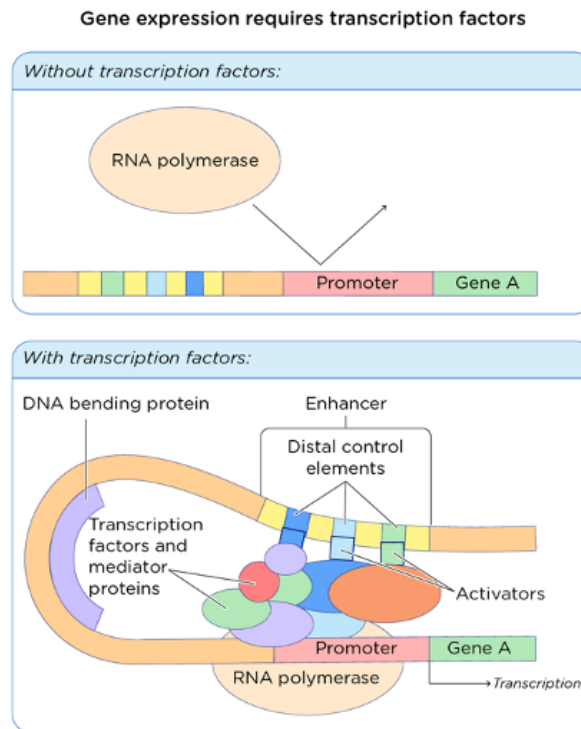 Gene expression requires transcription factors
Without transcription factors:
RNA polymerase
Promoter
Gene A
With transcription factors:
DNA bending protein
Enhancer
Distal control
elements
Transcription
factors and
mediator
proteins
Activators
Promoter
Gene A
RNA polymerase
Transcription